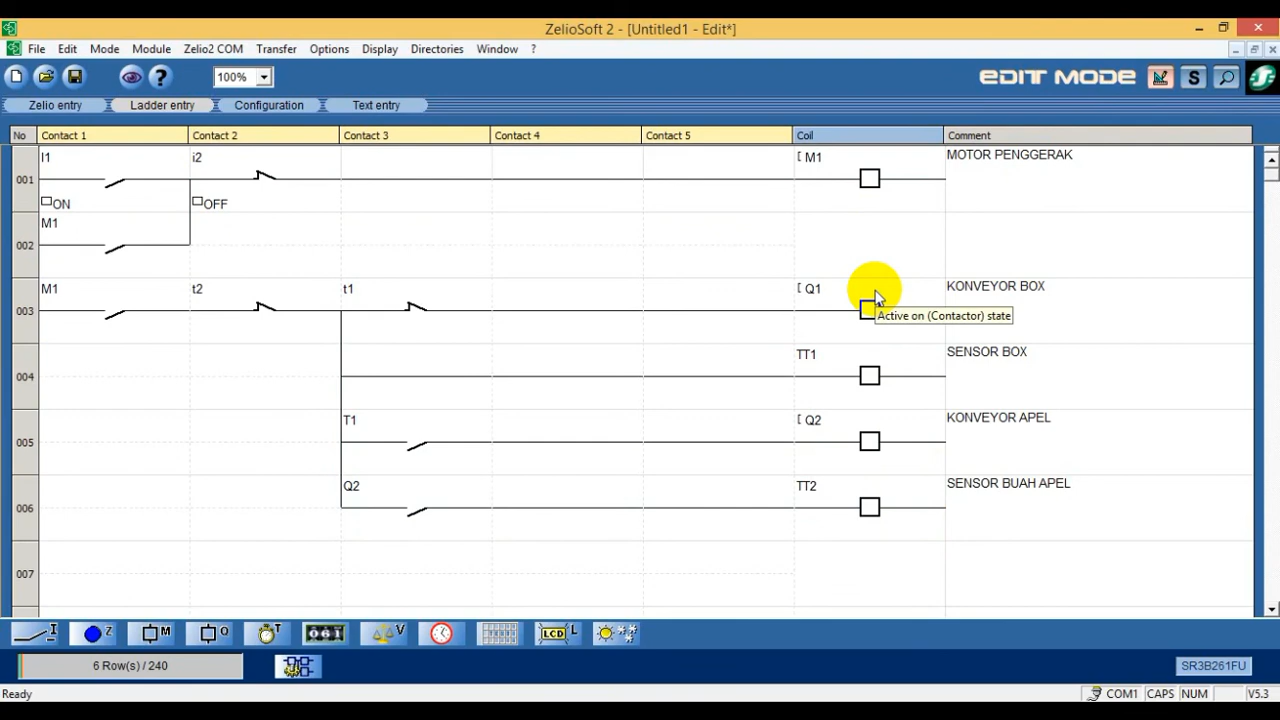 ZelioSoft 2 - [Untitled1 - Edit*]
File Edit Mode Module Zelio2 COM Transfer Options Display Directories Window ?
100% EDIT MODE S
Zelio entry Ladder entry Configuration Text entry
No Contact 1 Contact 2 Contact 3 Contact 4 Contact 5 Coil Comment
I1 i2 [ M1 MOTOR PENGGERAK
001
ON OFF
M1
002
M1 t2 t1 [ Q1 KONVEYOR BOX
003 Active on (Contactor) state
TT1 SENSOR BOX
004
T1 [ Q2 KONVEYOR APEL
005
Q2 TT2 SENSOR BUAH APEL
006
007
I Z M Q T V L
6 Row(s) / 240 SR3B261FU
Ready COM1 CAPS NUM V5.3